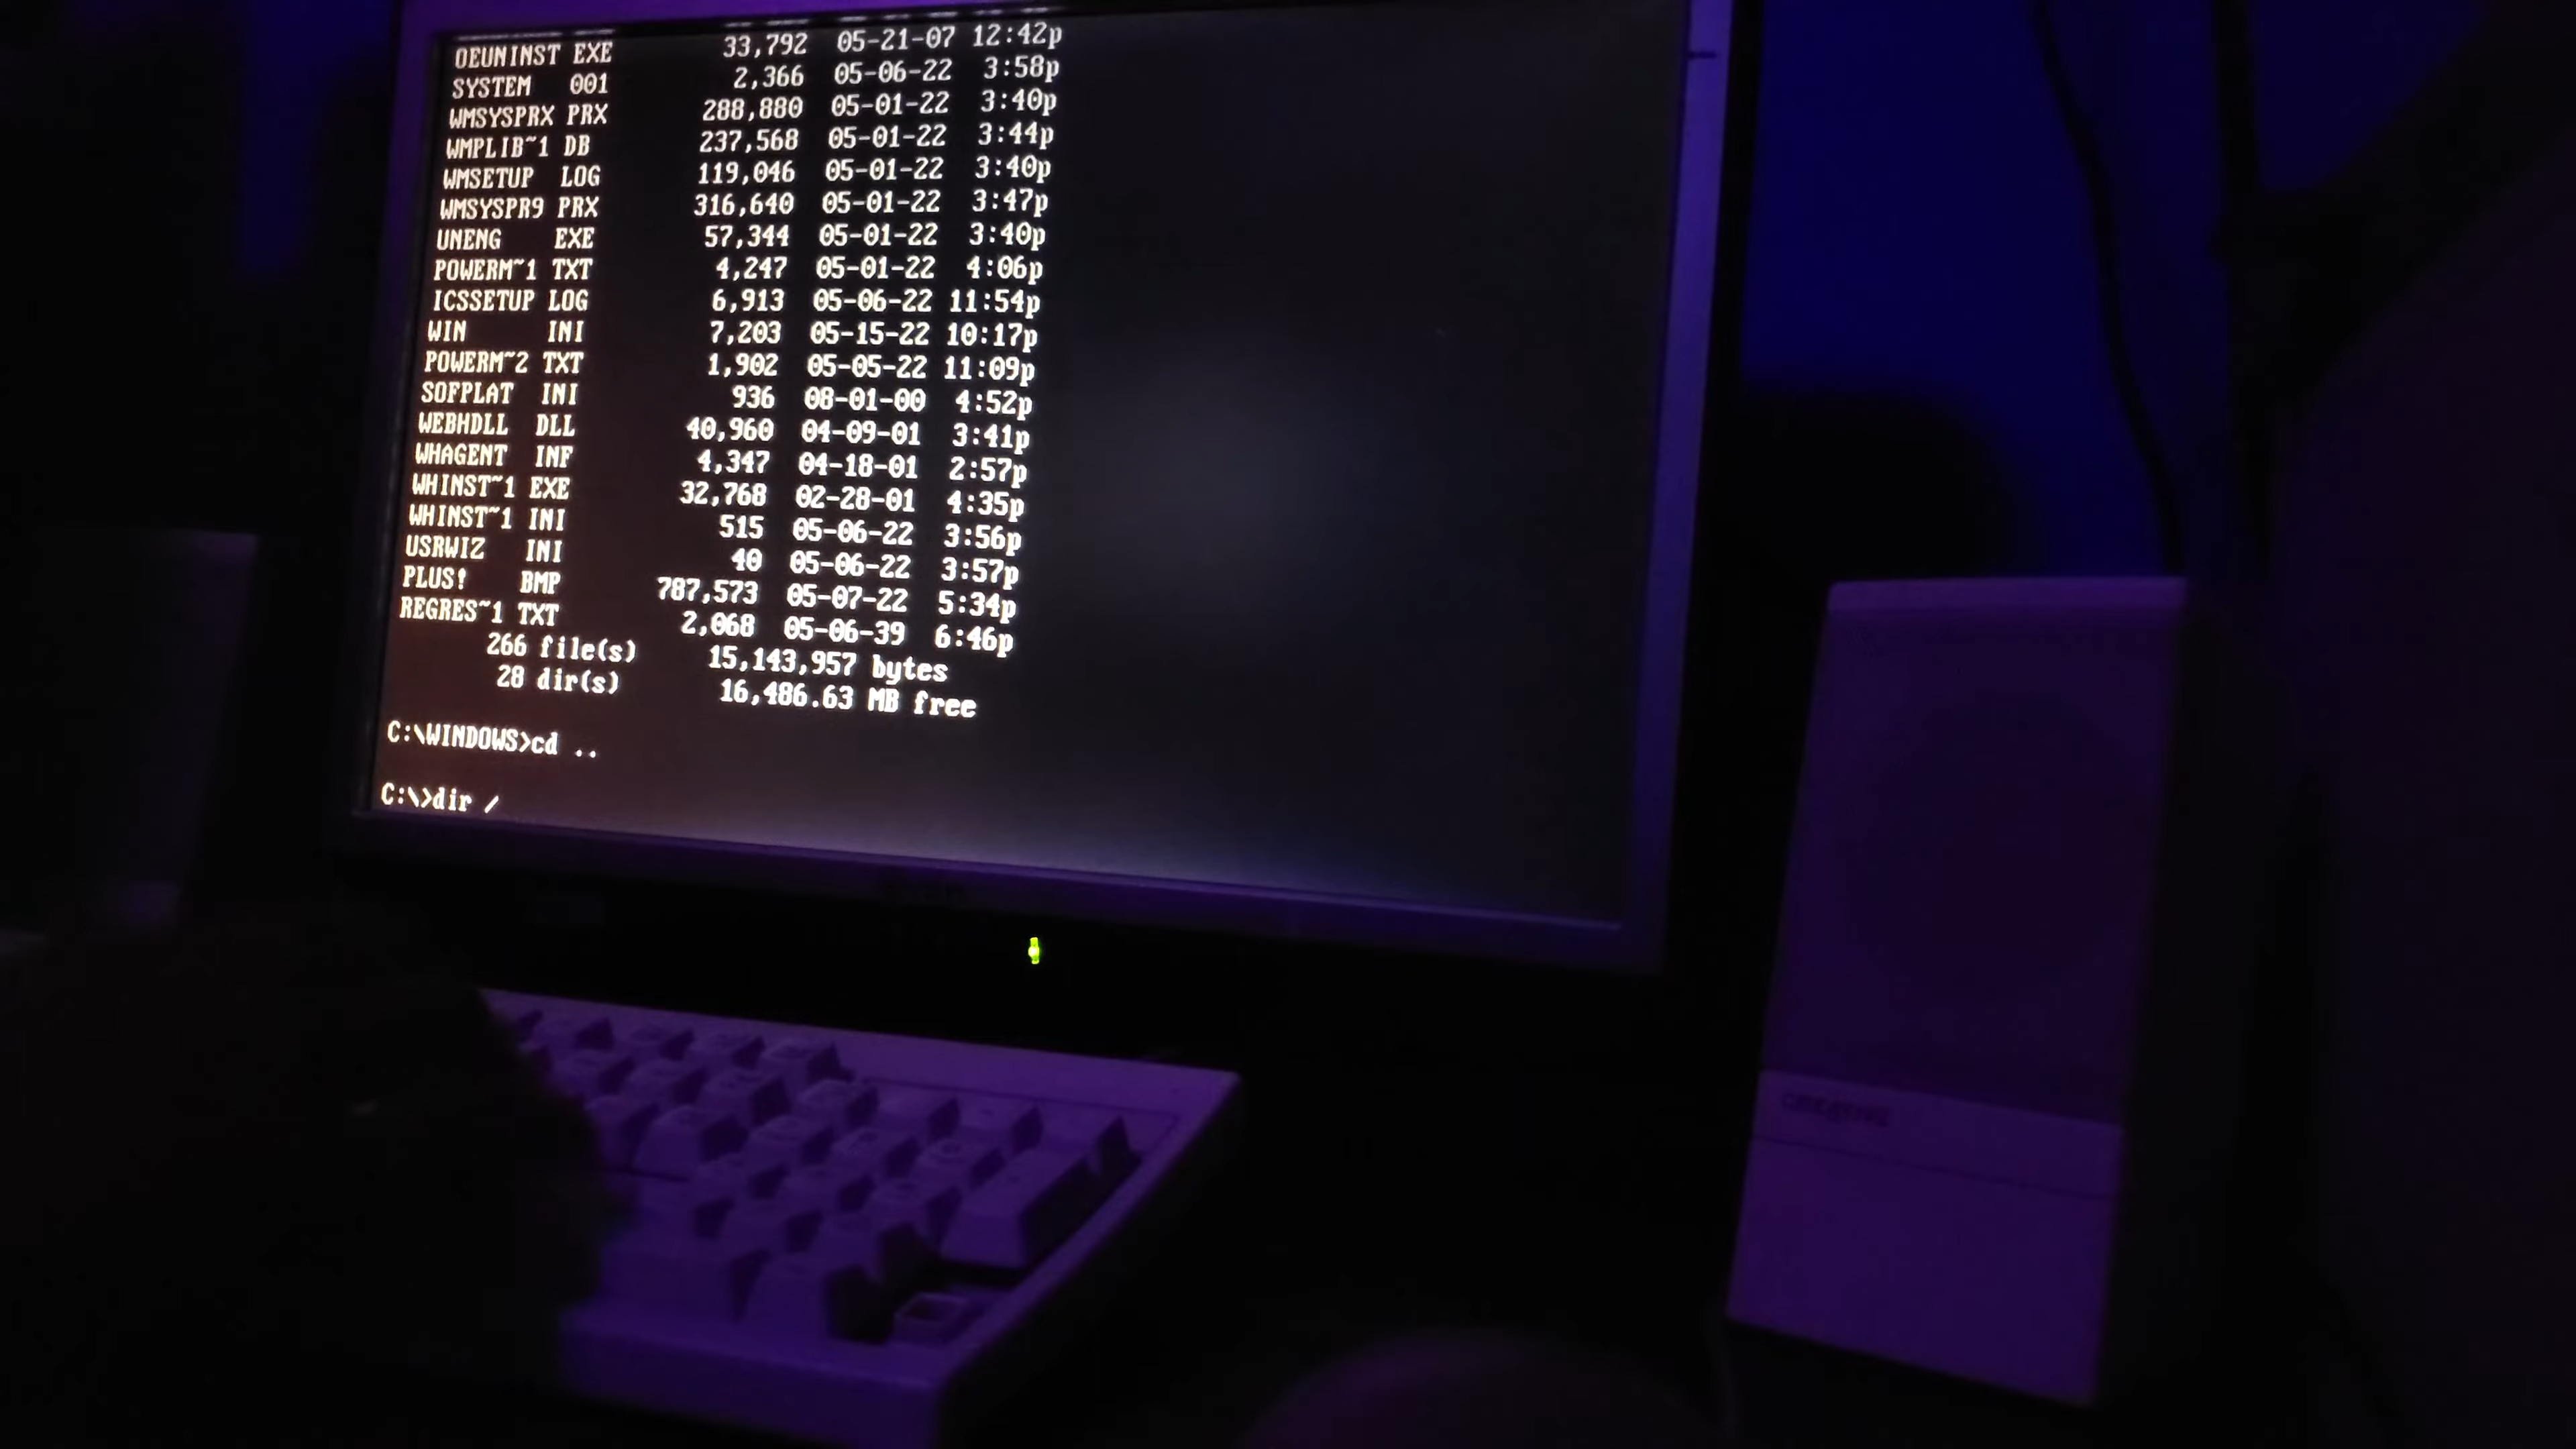 OEUNINST EXE 33,792 05-21-07 12:42p
SYSTEM 001 2,366 05-06-22 3:58p
WMSYSPRX PRX 288,880 05-01-22 3:40p
WMPLIB~1 DB 237,568 05-01-22 3:44p
WMSETUP LOG 119,046 05-01-22 3:40p
WMSYSPR9 PRX 316,640 05-01-22 3:47p
UNENG EXE 57,344 05-01-22 3:40p
POWERM~1 TXT 4,247 05-01-22 4:06p
ICSSETUP LOG 6,913 05-06-22 11:54p
WIN INI 7,203 05-15-22 10:17p
POWERM~2 TXT 1,902 05-05-22 11:09p
SOFPLAT INI 936 08-01-00 4:52p
WEBHDLL DLL 40,960 04-09-01 3:41p
WHAGENT INF 4,347 04-18-01 2:57p
WHINST~1 EXE 32,768 02-28-01 4:35p
WHINST~1 INI 515 05-06-22 3:56p
USRWIZ INI 40 05-06-22 3:57p
PLUS! BMP 787,573 05-07-22 5:34p
REGRES~1 TXT 2,068 05-06-39 6:46p
266 file(s) 15,143,957 bytes
28 dir(s) 16,486.63 MB free
C:\WINDOWS>cd ..
C:\>dir /
CREATIVE